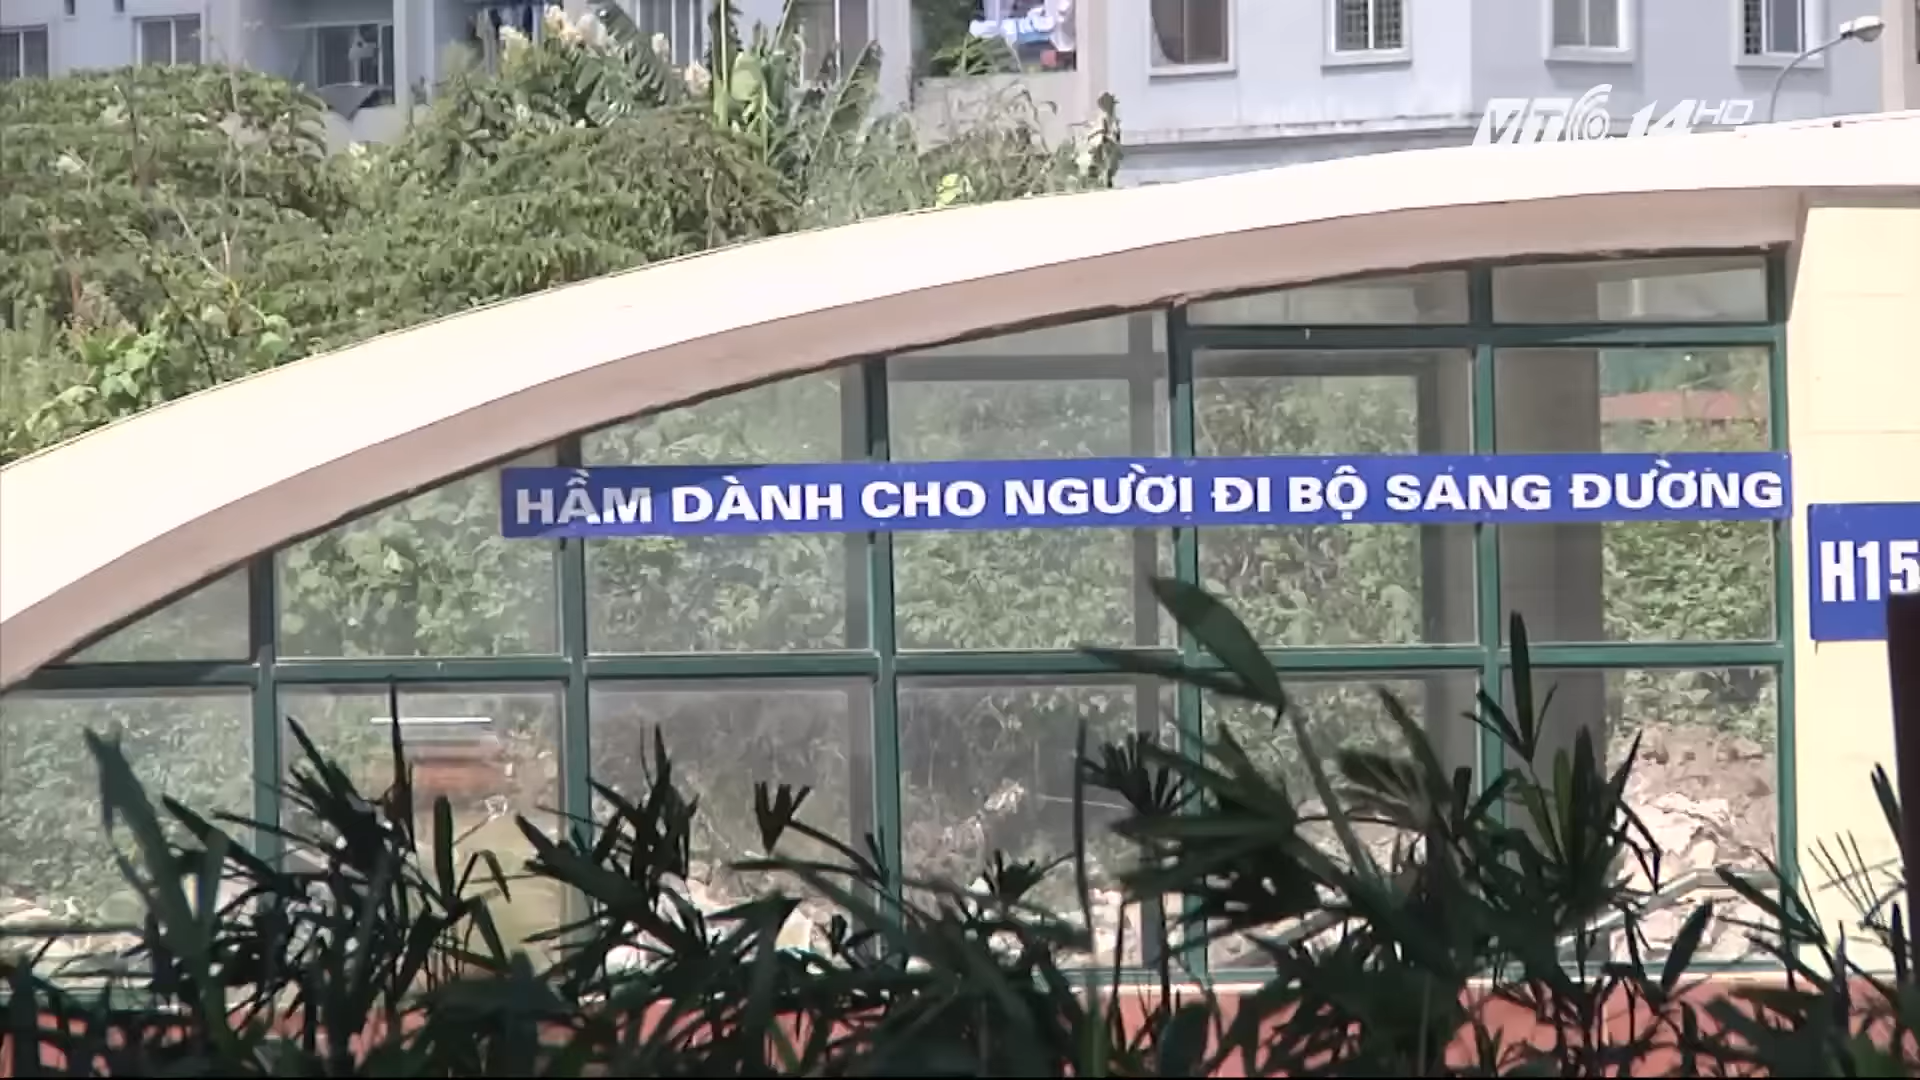 VTC14 HD
HẦM DÀNH CHO NGƯỜI ĐI BỘ SANG ĐƯỜNG
H15